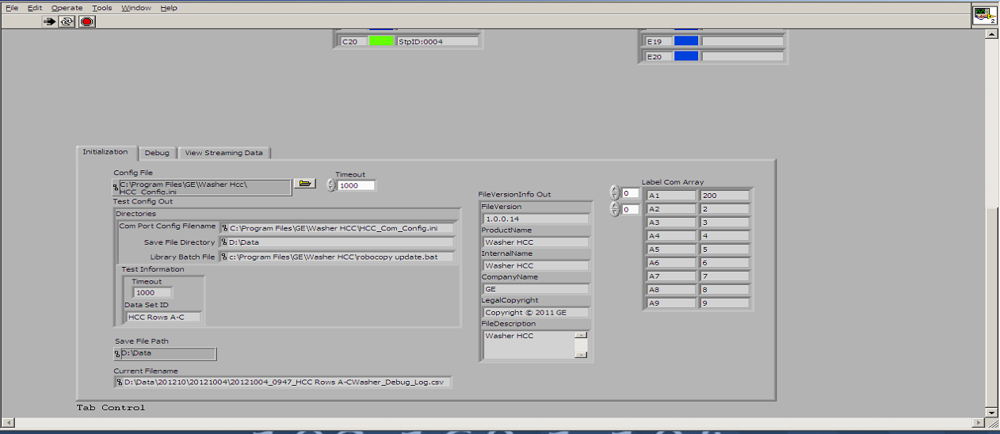 File Edit Operate Tools Window Help
2
C20 StpID:0004
E19
E20
Initialization Debug View Streaming Data
Config File
C:\Program Files\GE\Washer Hcc\
HCC_Config.ini
Timeout
1000
Test Config Out
Directories
Com Port Config Filename C:\Program Files\GE\Washer HCC\HCC_Com_Config.ini
Save File Directory D:\Data
Library Batch File c:\Program Files\GE\Washer HCC\robocopy update.bat
Test Information
Timeout
1000
Data Set ID
HCC Rows A-C
Save File Path
D:\Data
Current Filename
D:\Data\201210\20121004\20121004_0947_HCC Rows A-CWasher_Debug_Log.csv
FileVersionInfo Out
FileVersion
1.0.0.14
ProductName
Washer HCC
InternalName
Washer HCC
CompanyName
GE
LegalCopyright
Copyright © 2011 GE
FileDescription
Washer HCC
Label Com Array
0
0
A1 200
A2 2
A3 3
A4 4
A5 5
A6 6
A7 7
A8 8
A9 9
Tab Control